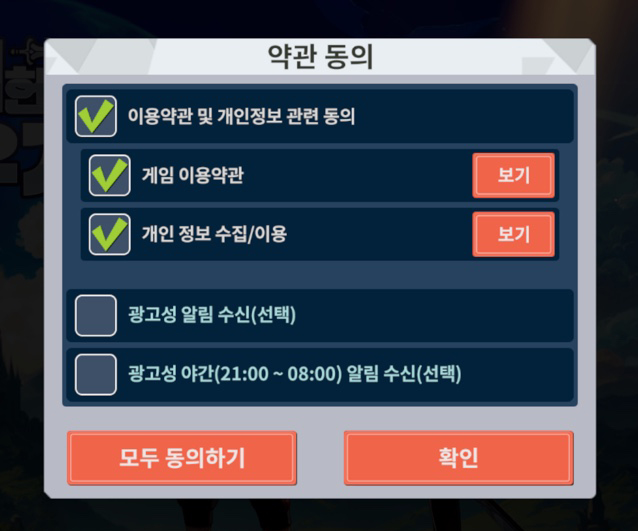 약관 동의
이용약관 및 개인정보 관련 동의
게임 이용약관
보기
개인 정보 수집/이용
보기
광고성 알림 수신(선택)
광고성 야간(21:00 ~ 08:00) 알림 수신(선택)
모두 동의하기
확인